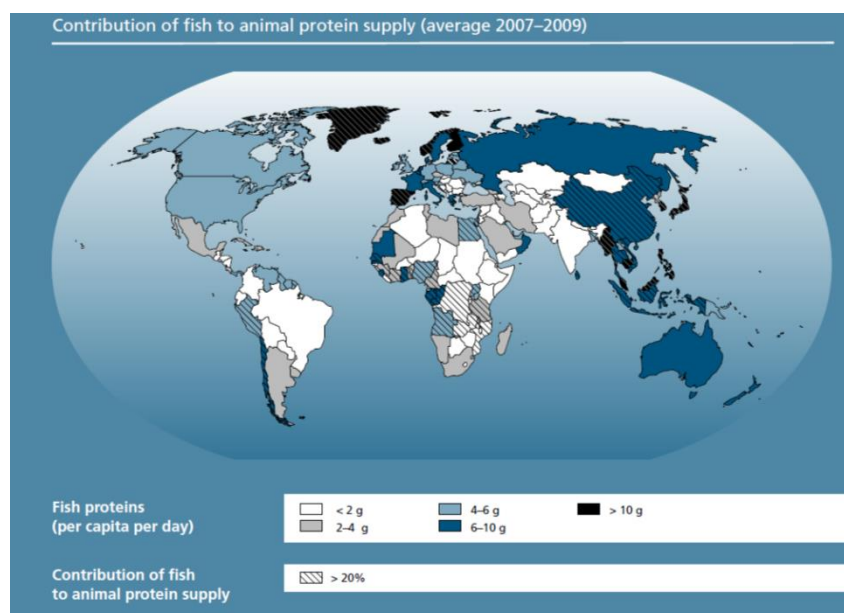 Contribution of fish to animal protein supply (average 2007–2009)
Fish proteins
(per capita per day)
< 2 g
4–6 g
> 10 g
2–4 g
6–10 g
Contribution of fish
to animal protein supply
> 20%